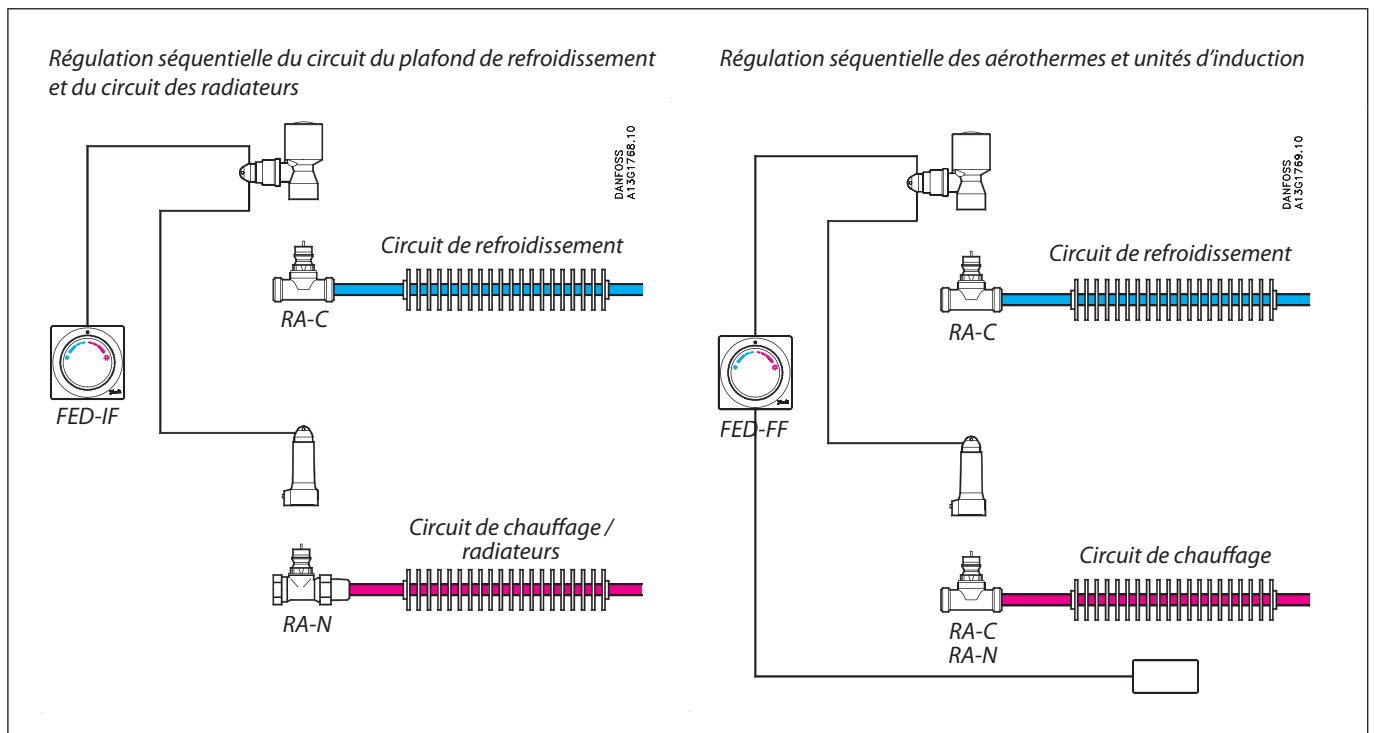 Régulation séquentielle du circuit du plafond de refroidissement
et du circuit des radiateurs
DANFOSS
A13G1768.10
Circuit de refroidissement
RA-C
FED-IF
Circuit de chauffage /
radiateurs
RA-N
Régulation séquentielle des aérothermes et unités d'induction
DANFOSS
A13G1769.10
Circuit de refroidissement
RA-C
FED-FF
Circuit de chauffage
RA-C
RA-N